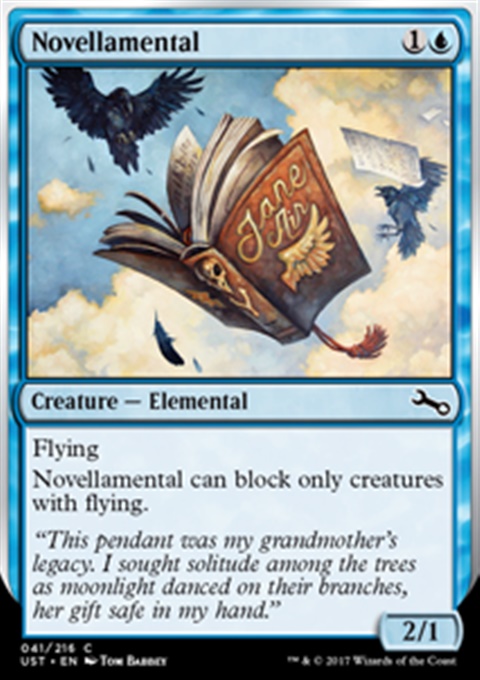 Novellamental 1
Jane
Air
Creature — Elemental
Flying
Novellamental can block only creatures
with flying.
“This pendant was my grandmother’s
legacy. I sought solitude among the trees
as moonlight danced on their branches,
her gift safe in my hand.”
2/1
041/216 C
UST • EN Tom Babbey
™ & © 2017 Wizards of the Coast